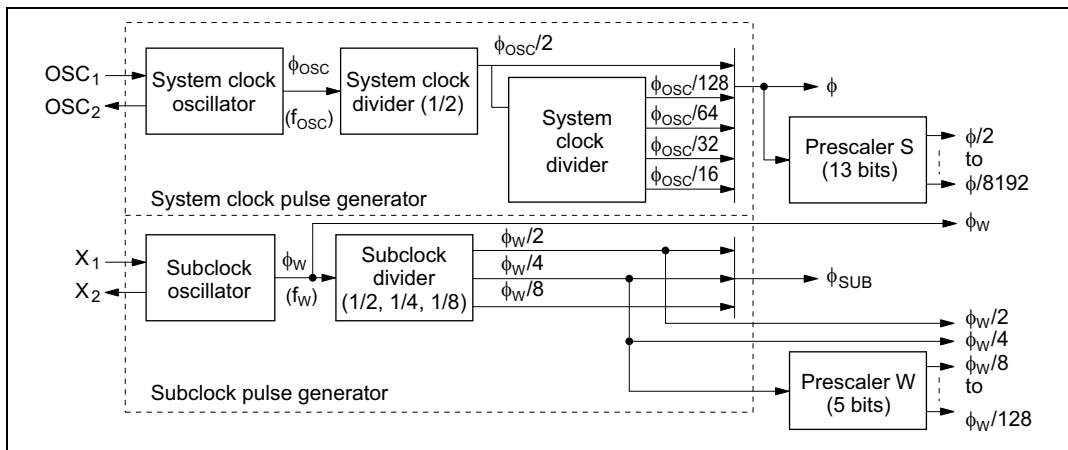 OSC1
OSC2
System clock
oscillator
ϕOSC
(fOSC)
System clock
divider (1/2)
ϕOSC/2
System
clock
divider
ϕOSC/128
ϕOSC/64
ϕOSC/32
ϕOSC/16
ϕ
Prescaler S
(13 bits)
ϕ/2
to
ϕ/8192
System clock pulse generator
ϕW
X1
X2
Subclock
oscillator
ϕW
(fW)
Subclock
divider
(1/2, 1/4, 1/8)
ϕW/2
ϕW/4
ϕW/8
ϕSUB
ϕW/2
ϕW/4
Prescaler W
(5 bits)
ϕW/8
to
ϕW/128
Subclock pulse generator